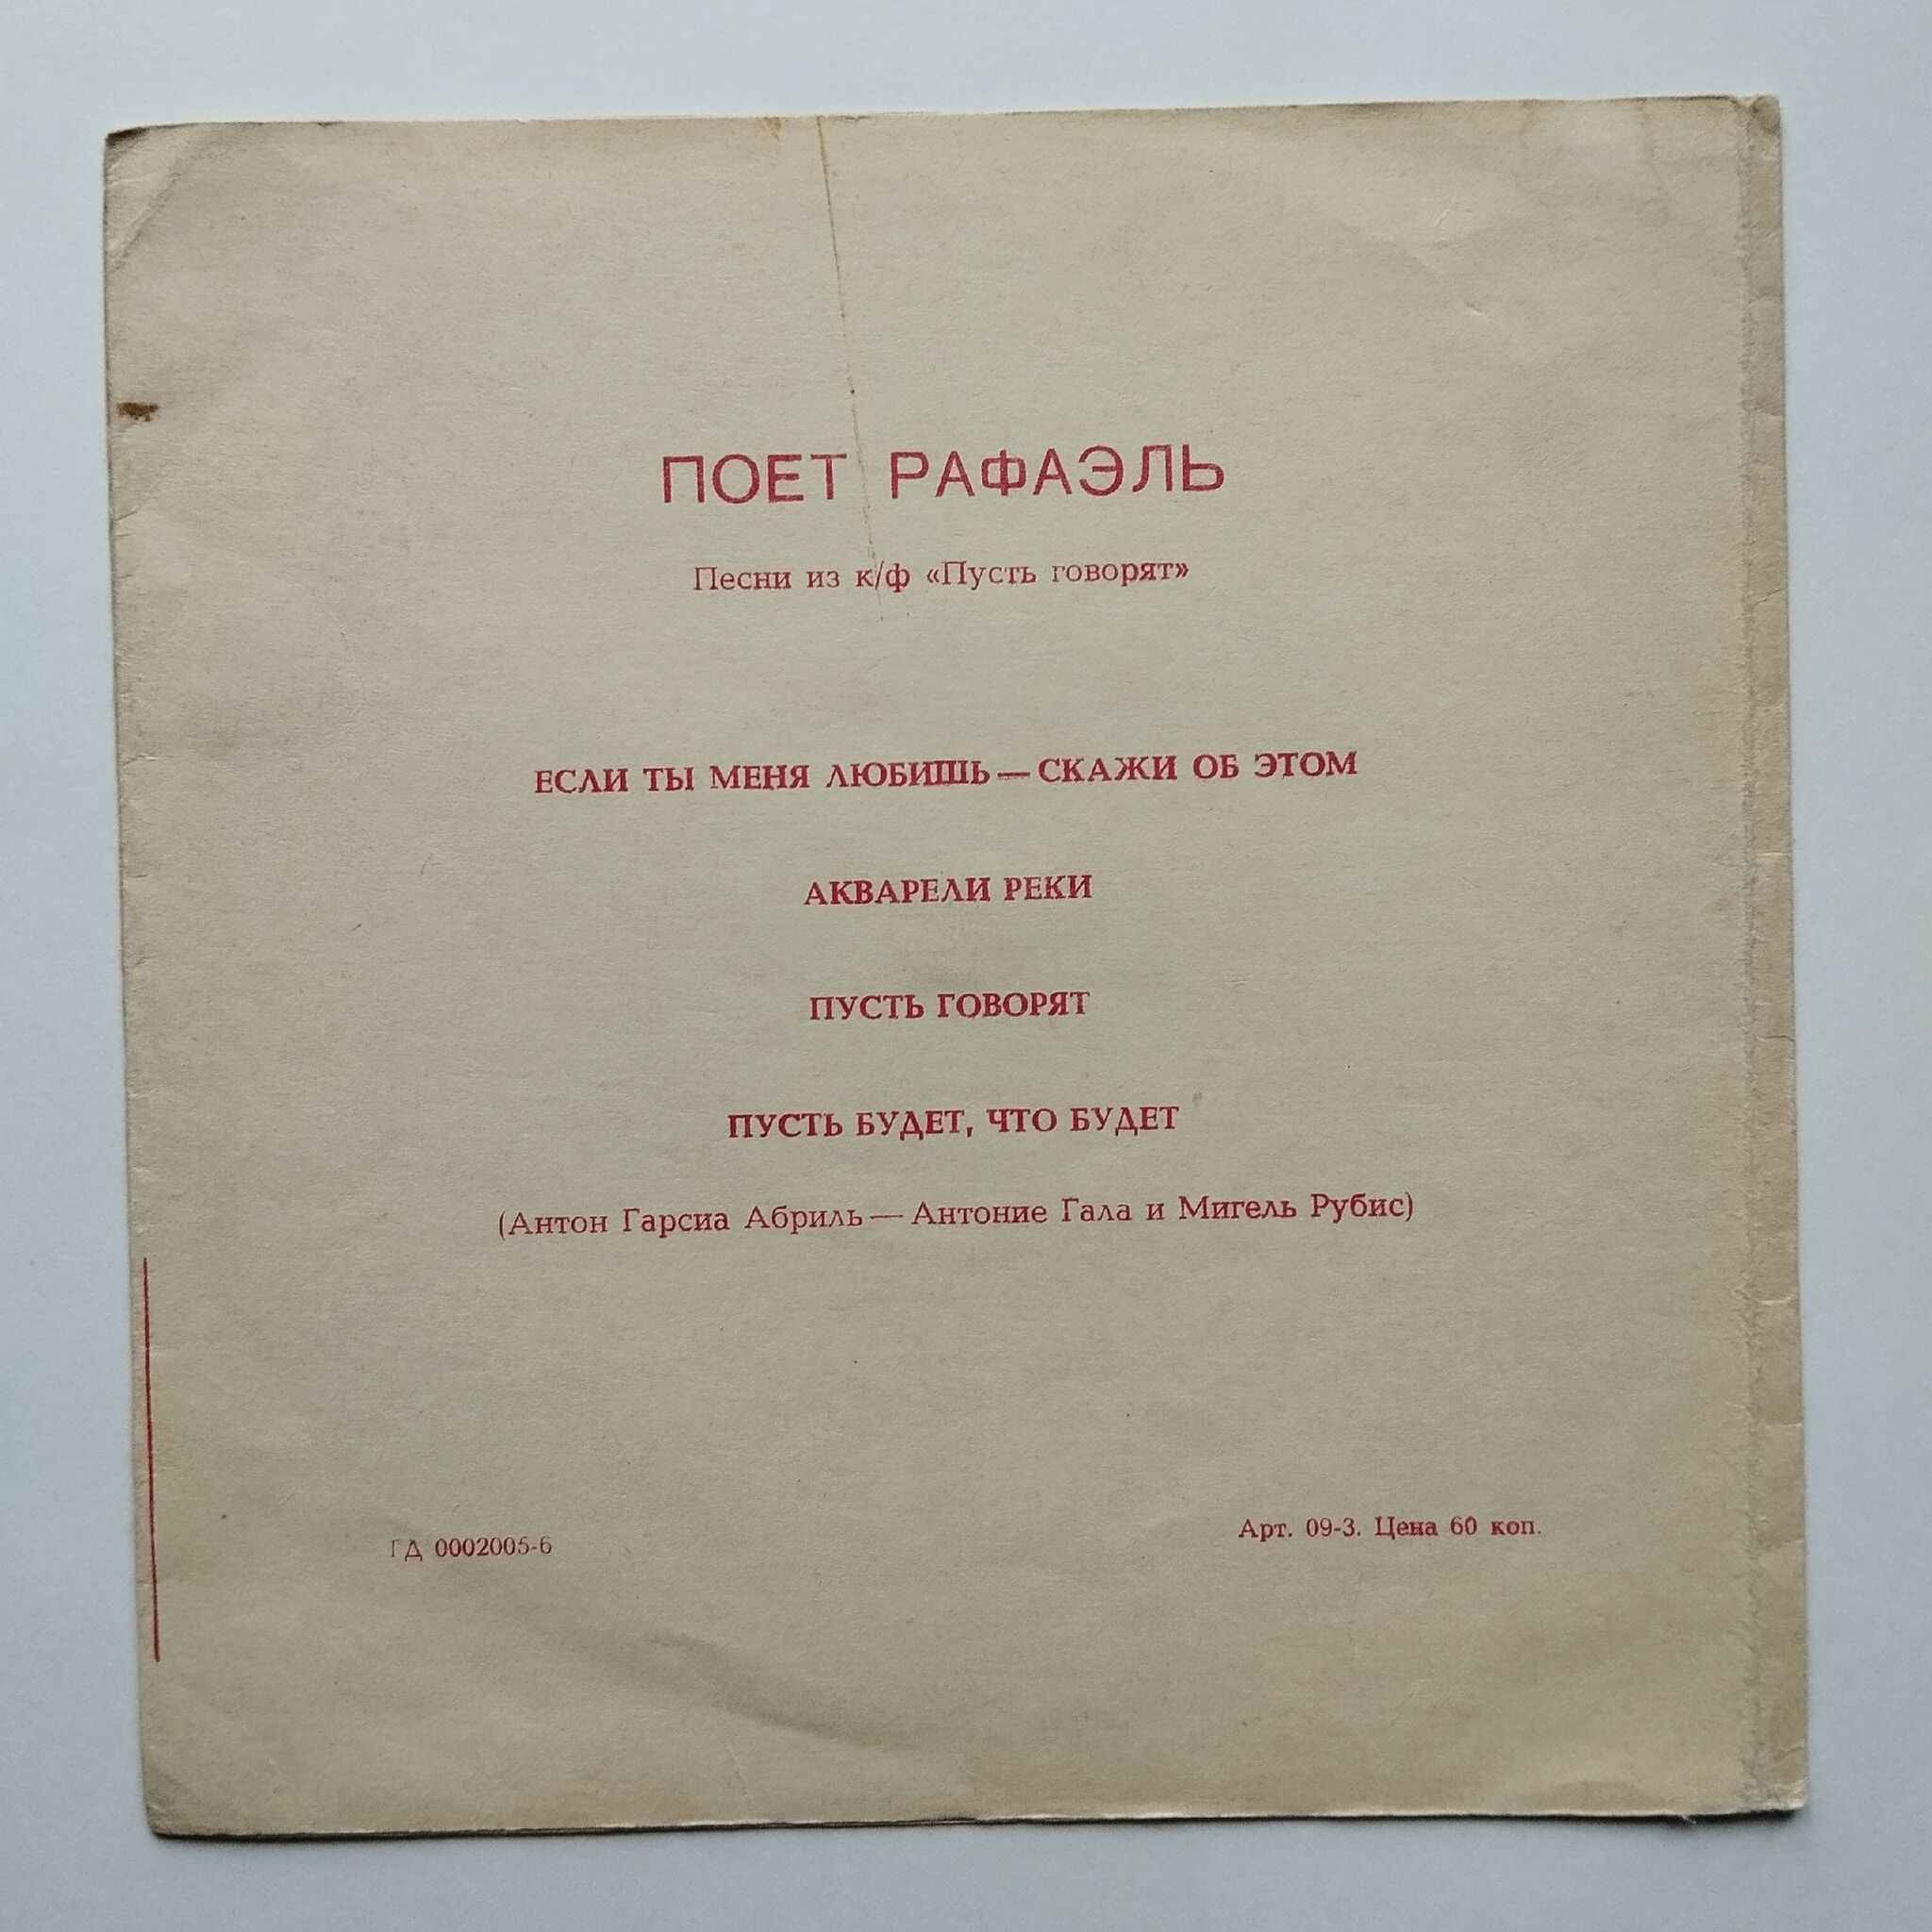 ПОЕТ РАФАЭЛЬ
Песни из к/ф «Пусть говорят»
ЕСЛИ ТЫ МЕНЯ ЛЮБИШЬ — СКАЖИ ОБ ЭТОМ
АКВАРЕЛИ РЕКИ
ПУСТЬ ГОВОРЯТ
ПУСТЬ БУДЕТ, ЧТО БУДЕТ
(Антон Гарсиа Абриль — Антоние Гала и Мигель Рубис)
ГД 0002005-6
Арт. 09-3. Цена 60 коп.